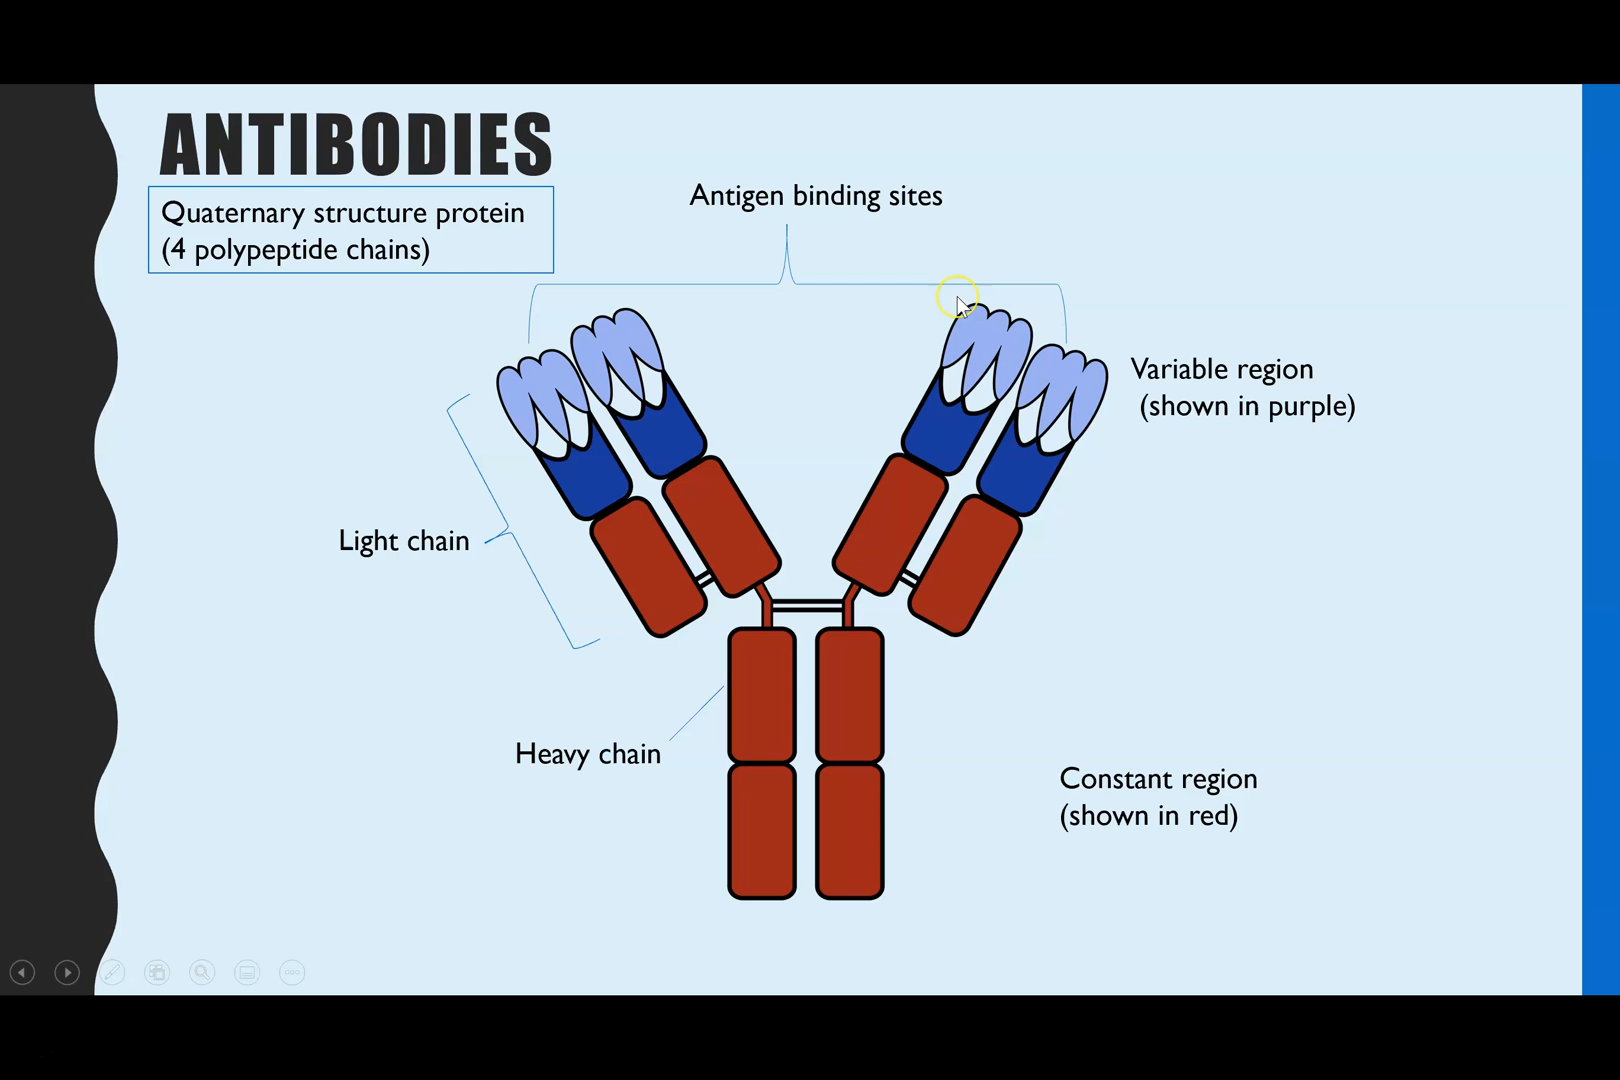 ANTIBODIES
Quaternary structure protein
(4 polypeptide chains)
Antigen binding sites
Variable region
(shown in purple)
Light chain
Heavy chain
Constant region
(shown in red)